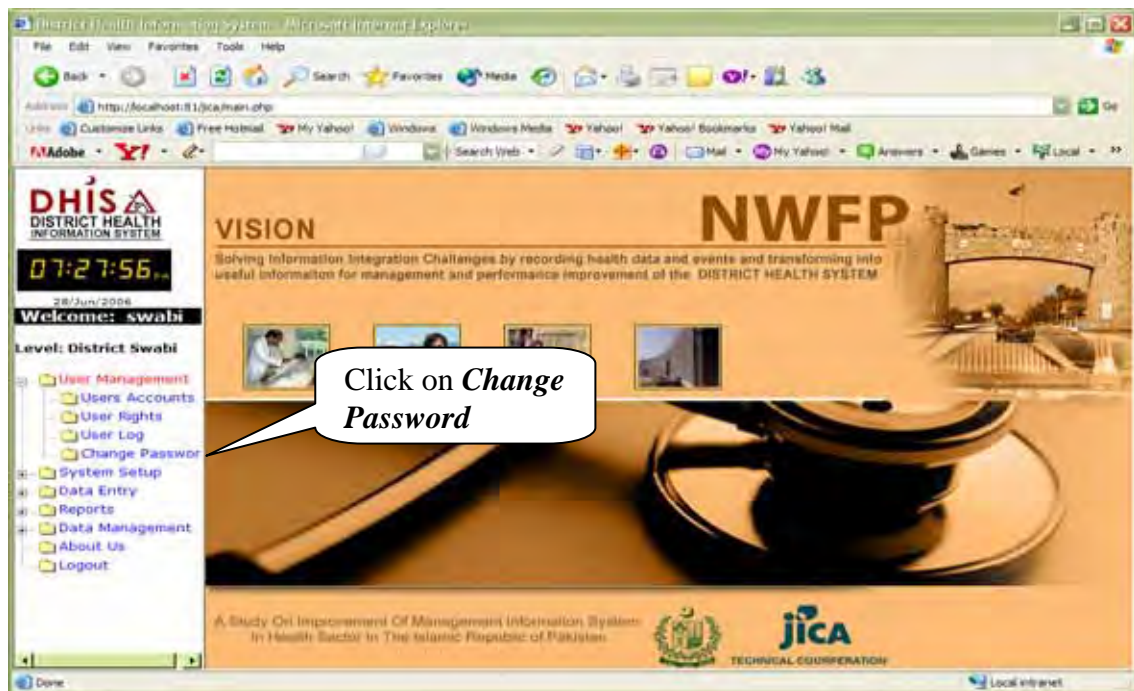 District Health Information System - Microsoft Internet Explorer
File Edit View Favorites Tools Help
Back Search Favorites Media
Address http://localhost:81/jica/main.php Go
Links Customize Links Free Hotmail My Yahoo! Windows Windows Media Yahoo! Yahoo! Bookmarks Yahoo! Mail
Adobe Y! Search Web Mail My Yahoo! Answers Games Local
DHIS
DISTRICT HEALTH
INFORMATION SYSTEM
07:27:56
28/Jun/2006
Welcome: swabi
Level: District Swabi
User Management
Users Accounts
User Rights
User Log
Change Passwor
System Setup
Data Entry
Reports
Data Management
About Us
Logout
NWFP
VISION
Solving Information Integration Challenges by recording health data and events and transforming into
useful informaiton for management and performance improvement of the DISTRICT HEALTH SYSTEM
Click on Change
Password
A Study On Improvement Of Management Information System
In Health Sector In The Islamic Republic of Pakistan
jica
TECHNICAL COORPERATION
Done Local intranet